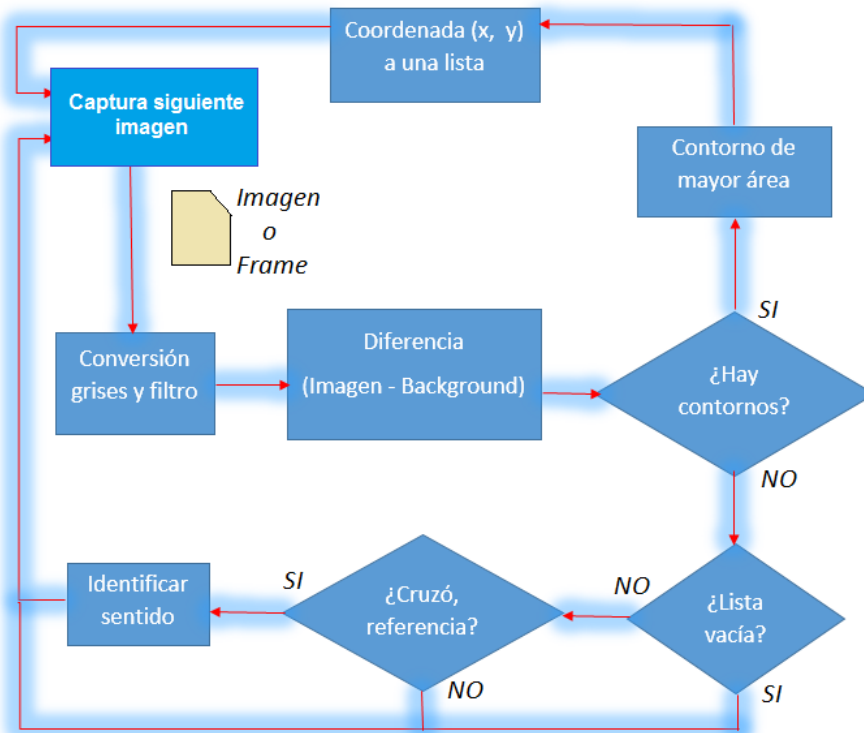 Coordenada (x, y)
a una lista
Captura siguiente
imagen
Contorno de
mayor área
Imagen
o
Frame
SI
Conversión
grises y filtro
Diferencia
(Imagen - Background)
¿Hay
contornos?
NO
Identificar
sentido
SI
¿Cruzó,
referencia?
NO
NO
¿Lista
vacía?
SI